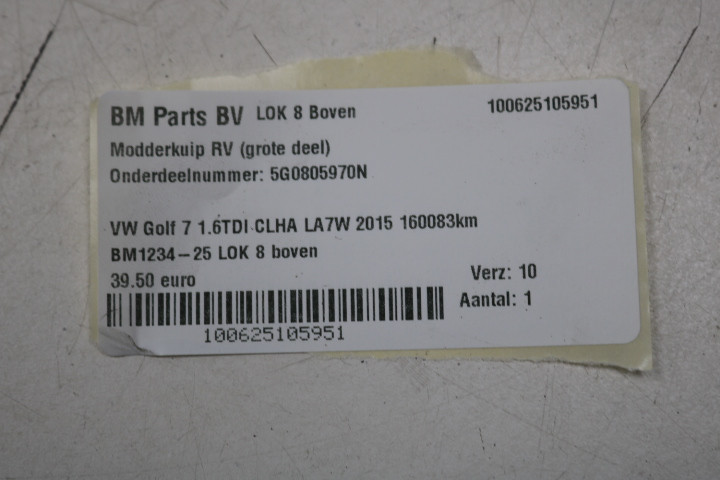 BM Parts BV LOK 8 Boven 100625105951
Modderkuip RV (grote deel)
Onderdeelnummer: 5G0805970N
VW Golf 7 1.6TDI CLHA LA7W 2015 160083km
BM1234-25 LOK 8 boven
39.50 euro Verz: 10
Aantal: 1
100625105951